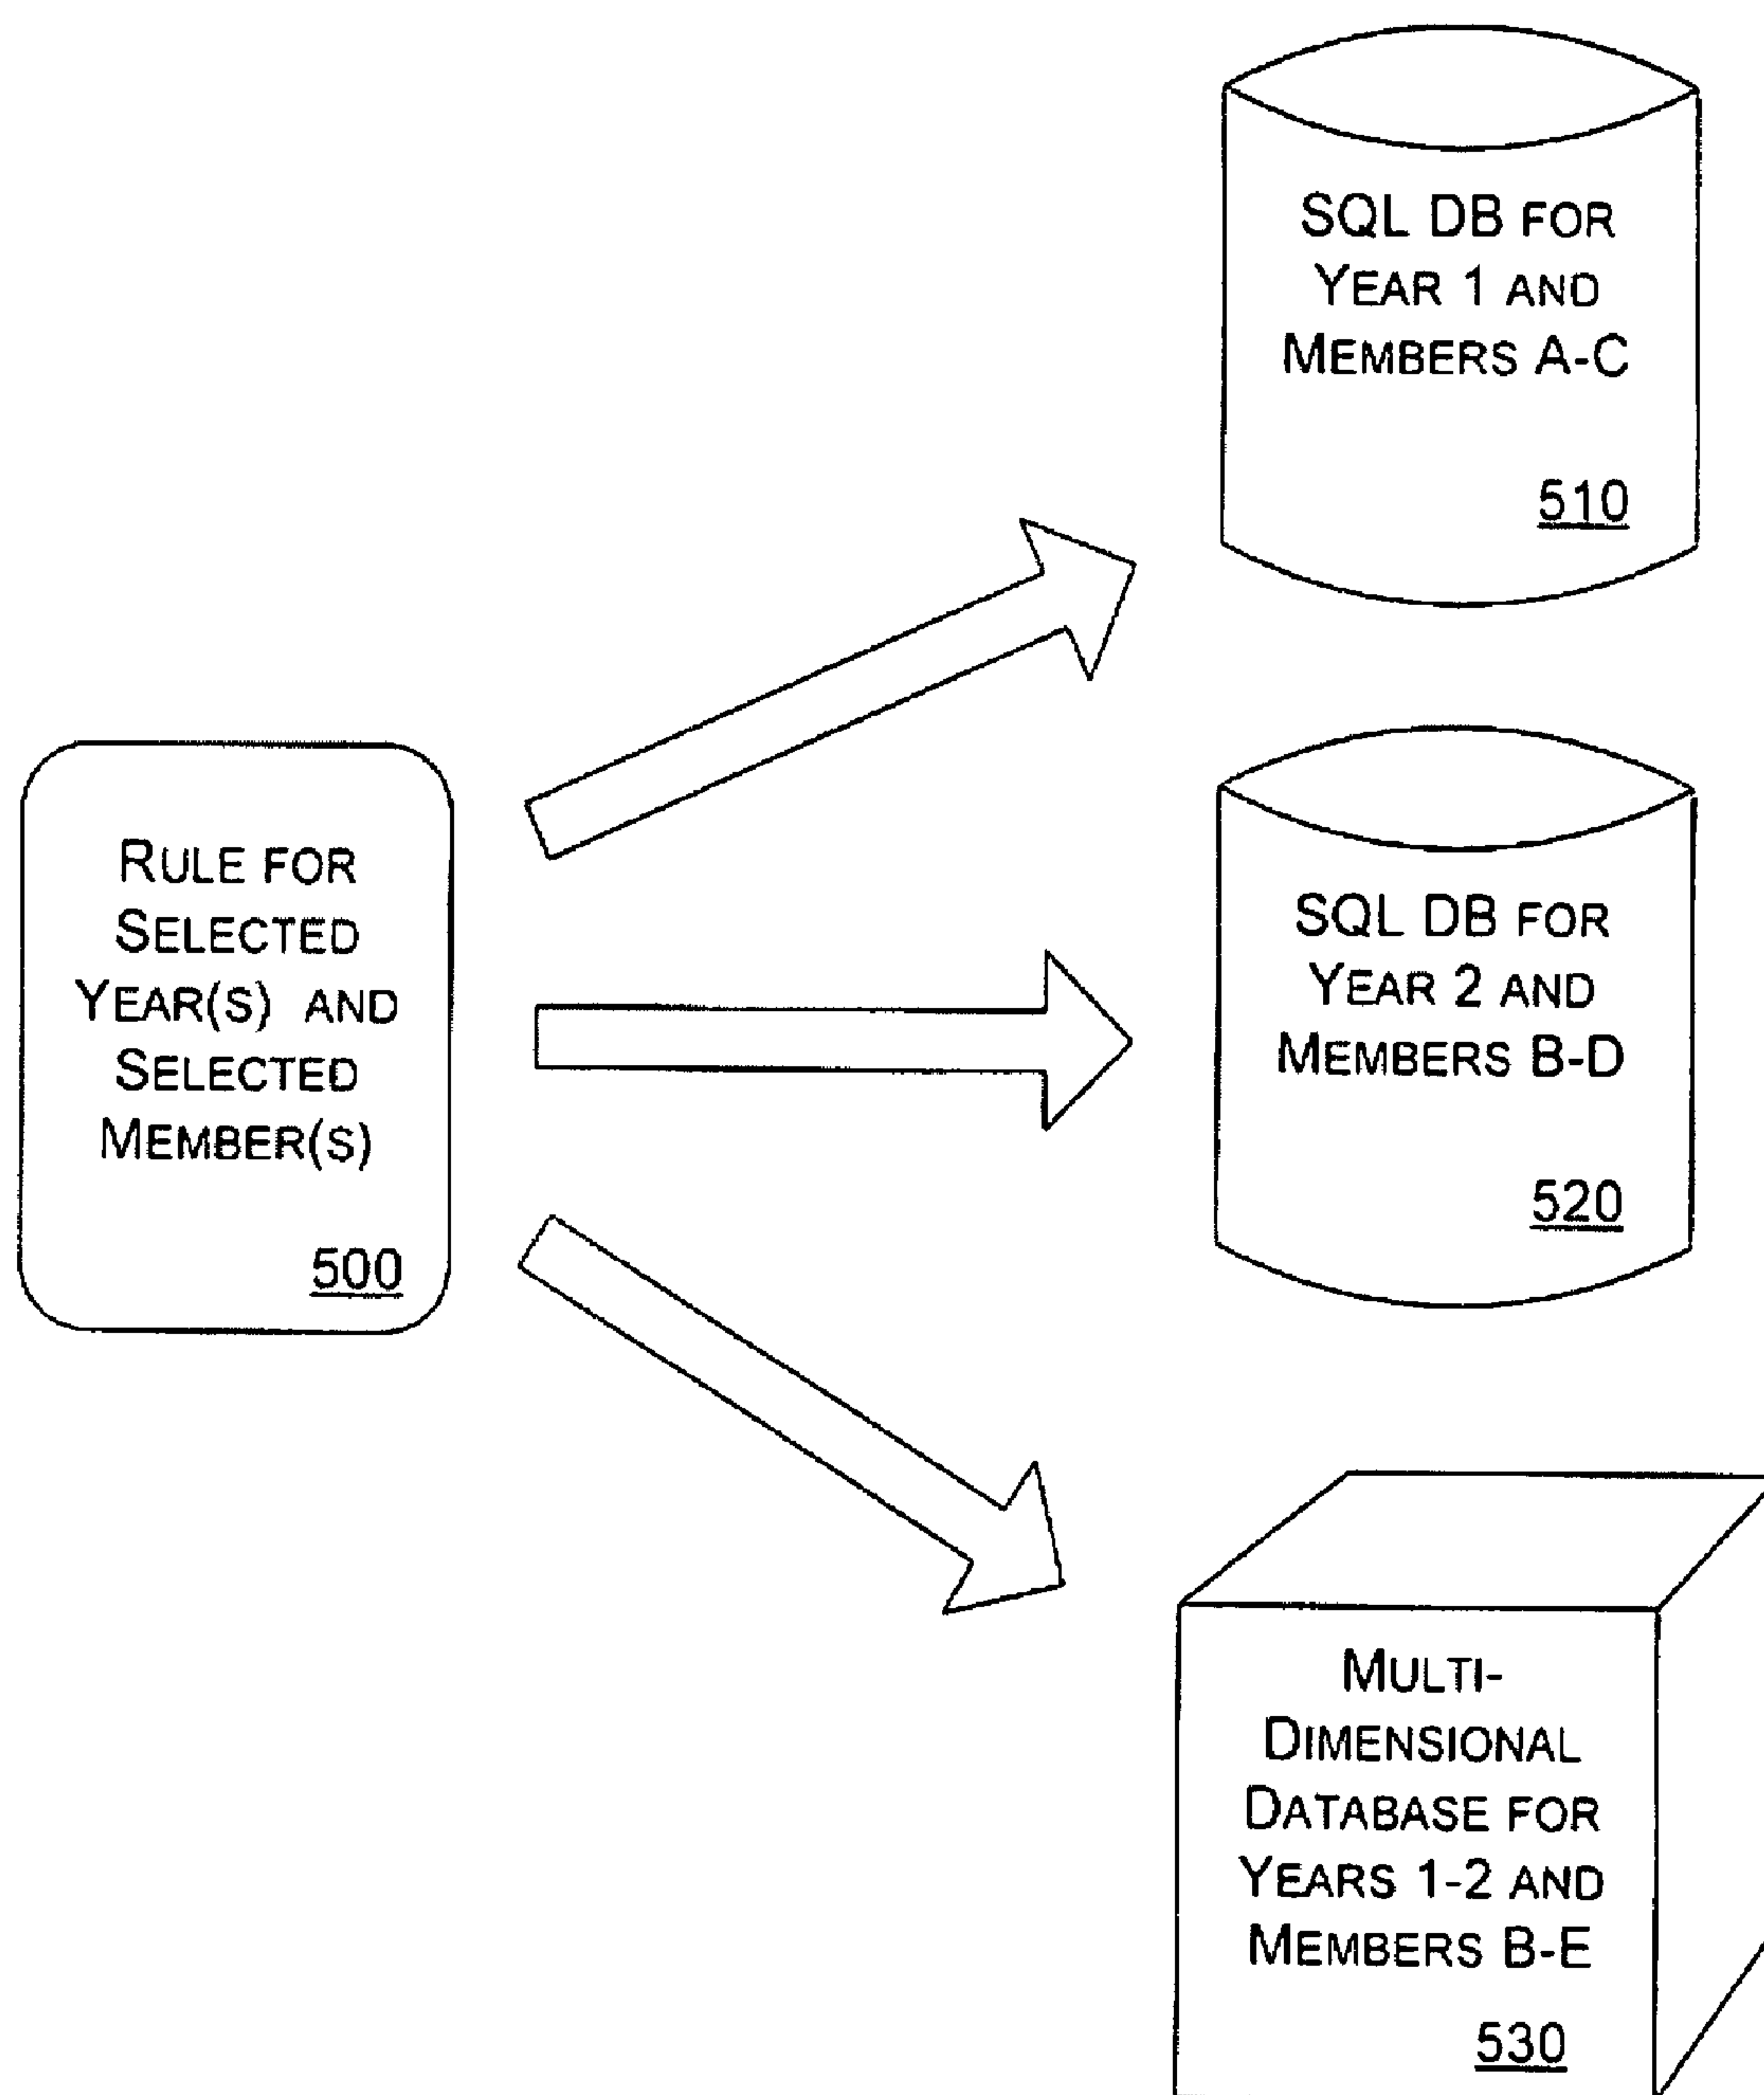 SQL DB FOR
YEAR 1 AND
MEMBERS A-C
510
RULE FOR
SELECTED
YEAR(S) AND
SELECTED
MEMBER(S)
500
SQL DB FOR
YEAR 2 AND
MEMBERS B-D
520
MULTI-
DIMENSIONAL
DATABASE FOR
YEARS 1-2 AND
MEMBERS B-E
530